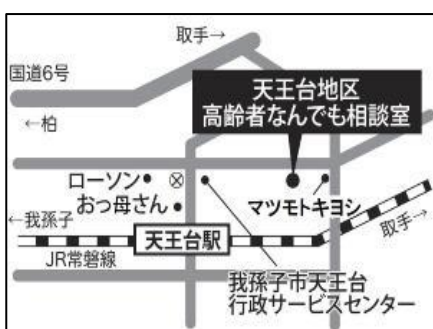 取手→
国道6号
←柏
天王台地区
高齢者なんでも相談室
ローソン
おっ母さん
マツモトキヨシ
←我孫子
天王台駅
取手→
JR常磐線
我孫子市天王台
行政サービスセンター